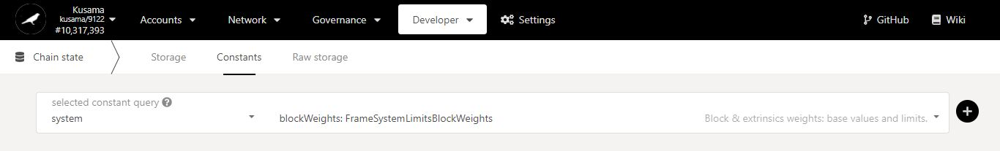 Kusama
kusama/9122
#10,317,393
Accounts
Network
Governance
Developer
Settings
GitHub
Wiki
Chain state
Storage
Constants
Raw storage
selected constant query
system
blockWeights: FrameSystemLimitsBlockWeights
Block & extrinsics weights: base values and limits.